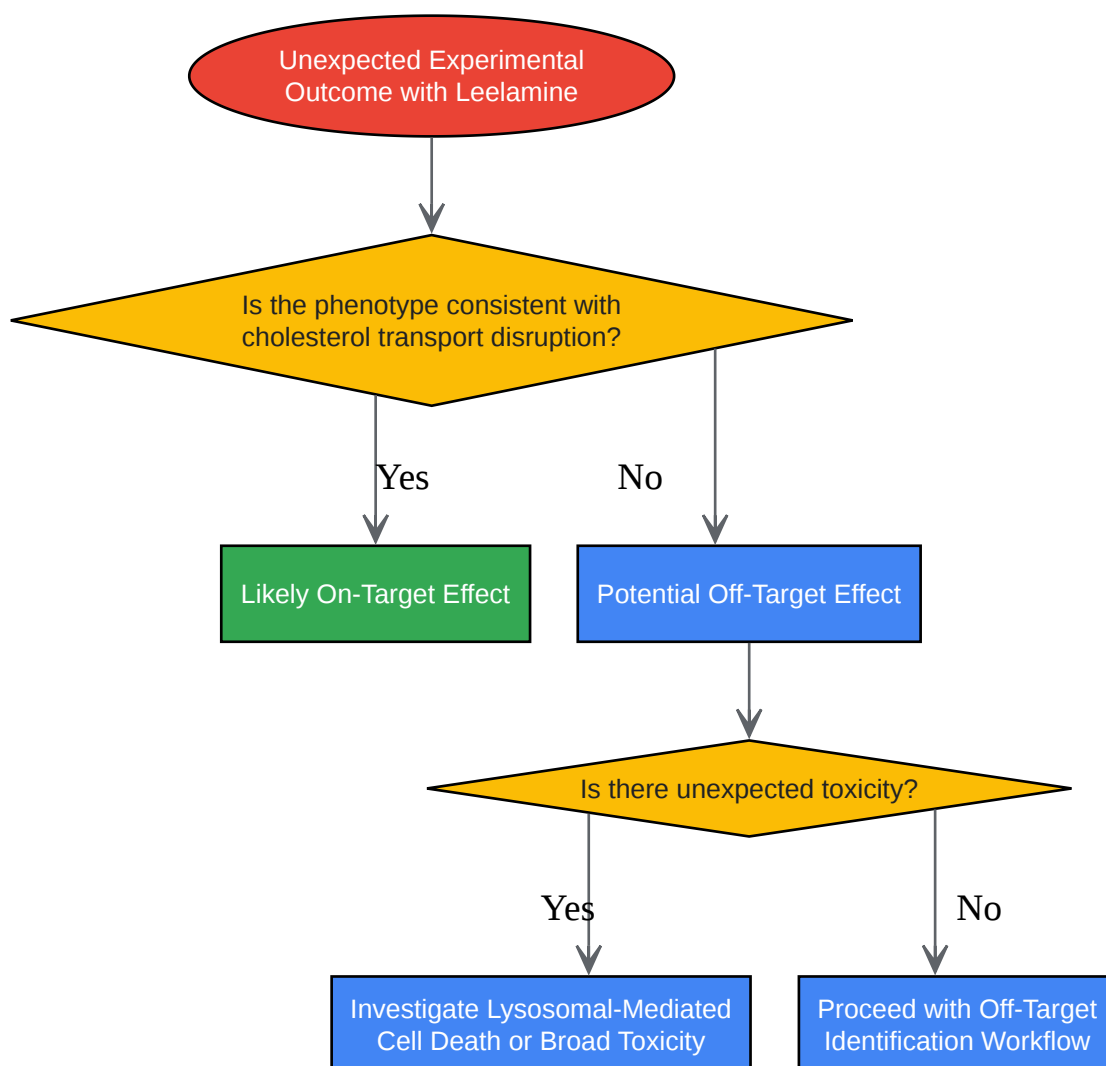 Unexpected Experimental
Outcome with Leelamine
Is the phenotype consistent with
cholesterol transport disruption?
Yes
No
Likely On-Target Effect
Potential Off-Target Effect
Is there unexpected toxicity?
Yes
No
Investigate Lysosomal-Mediated
Cell Death or Broad Toxicity
Proceed with Off-Target
Identification Workflow